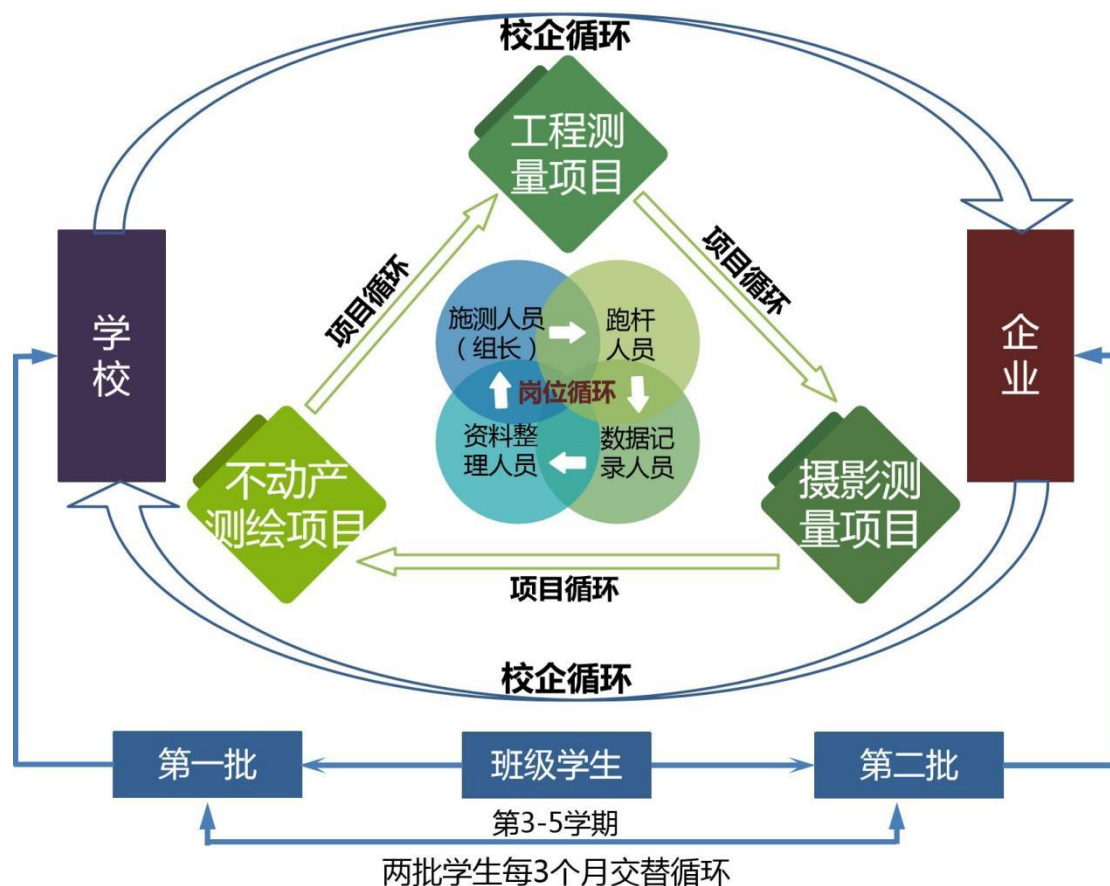 校企循环
工程测
量项目
项目循环
项目循环
学
校
企
业
施测人员
（组长）
跑杆
人员
岗位循环
资料整
理人员
数据记
录人员
不动产
测绘项目
摄影测
量项目
项目循环
校企循环
第一批
班级学生
第二批
第3-5学期
两批学生每3个月交替循环